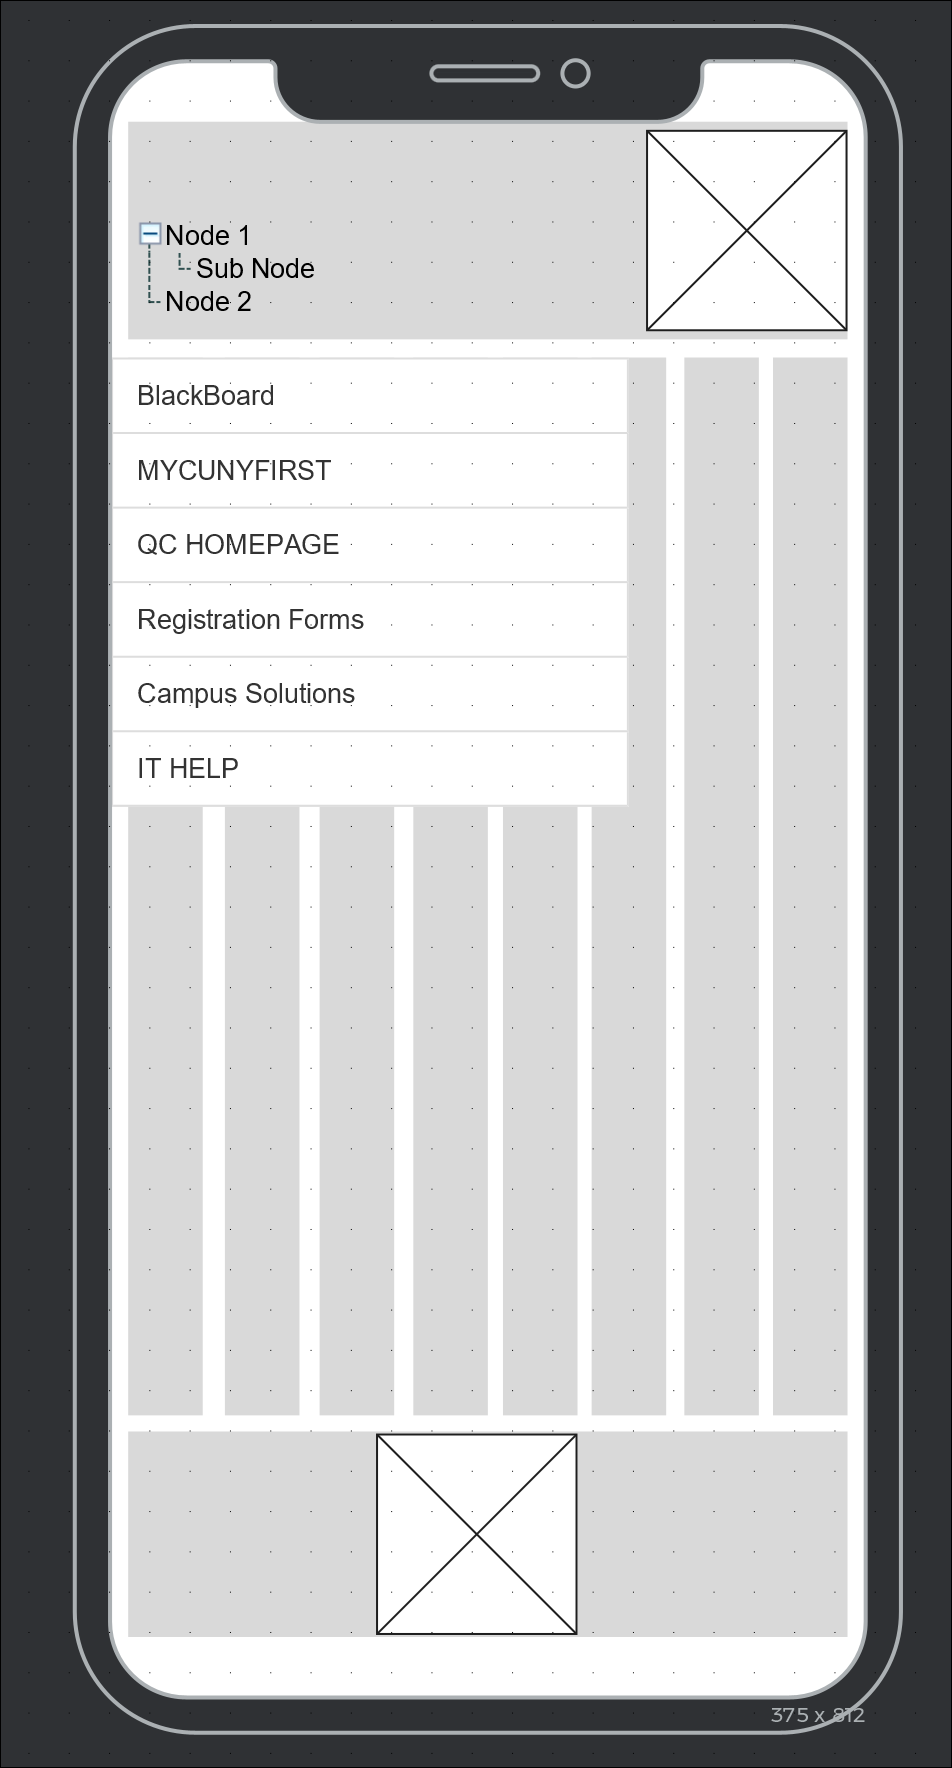 Node 1
Sub Node
Node 2
BlackBoard
MYCUNYFIRST
QC HOMEPAGE
Registration Forms
Campus Solutions
IT HELP
375 x 812